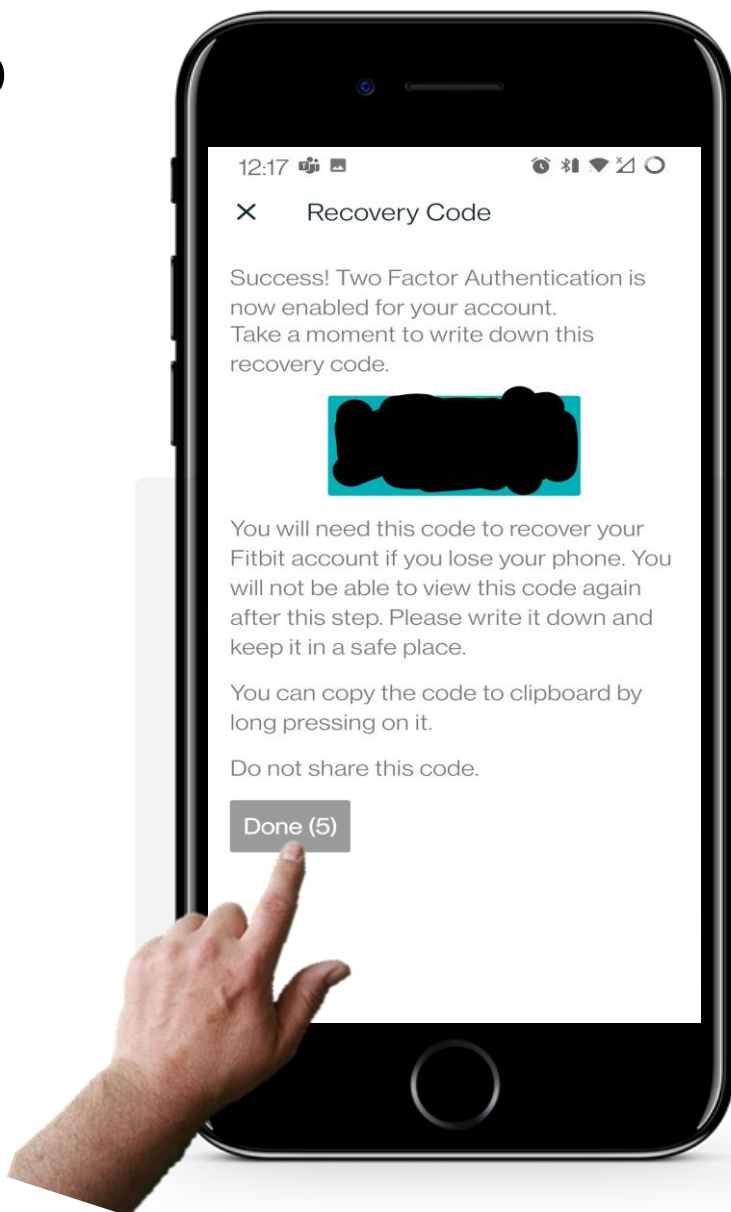 12:17
Recovery Code
Success! Two Factor Authentication is
now enabled for your account.
Take a moment to write down this
recovery code.
You will need this code to recover your
Fitbit account if you lose your phone. You
will not be able to view this code again
after this step. Please write it down and
keep it in a safe place.
You can copy the code to clipboard by
long pressing on it.
Do not share this code.
Done (5)